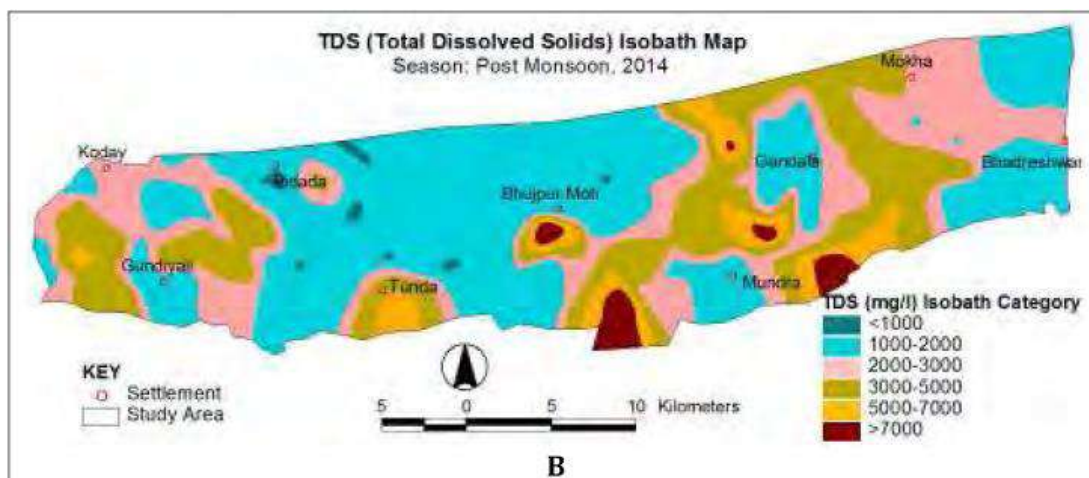 TDS (Total Dissolved Solids) Isobath Map
Season: Post Monsoon, 2014
Mokha
Koday
Gandala
Bhadreshwar
Bhujpur Moti
Gundiyali
Tunda
Mundra
TDS (mg/l) Isobath Category
<1000
1000-2000
2000-3000
3000-5000
5000-7000
>7000
KEY
Settlement
Study Area
5 0 5 10 Kilometers
B